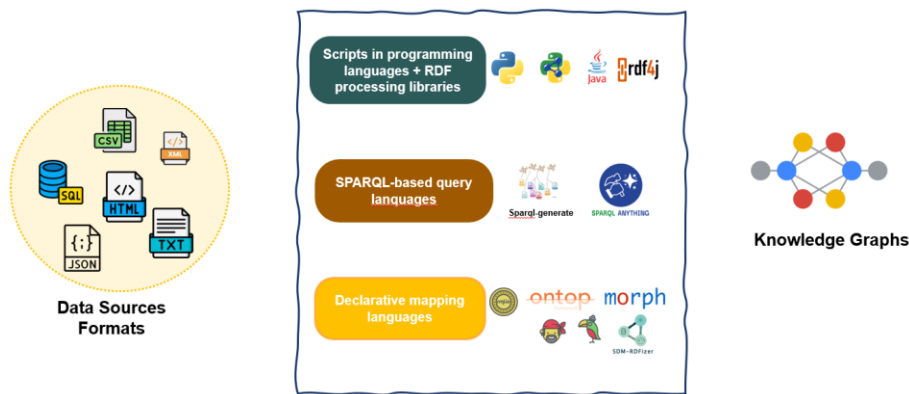 CSV
XML
SQL
</>
HTML
{;}
JSON
TXT
Data Sources
Formats
Scripts in programming
languages + RDF
processing libraries
Java
rdf4j
SPARQL-based query
languages
Sparql-generate
SPARQL ANYTHING
Declarative mapping
languages
ontop
morph
SDM-RDFizer
Knowledge Graphs